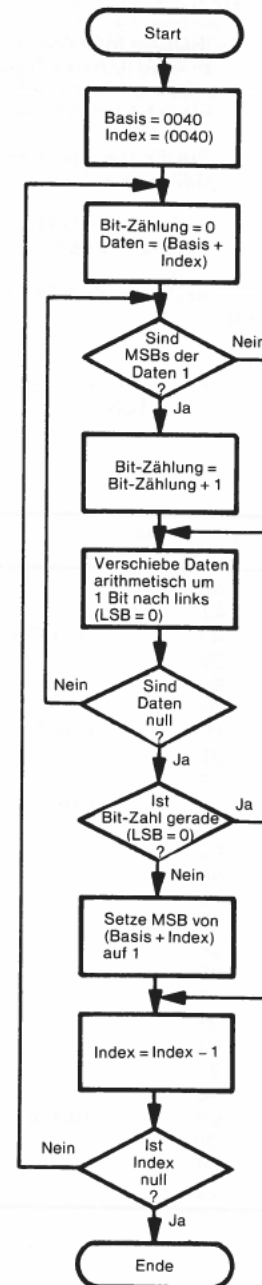 Start
Basis = 0040
Index = (0040)
Bit-Zählung = 0
Daten = (Basis +
Index)
Sind
MSBs der
Daten 1
?
Nein
Ja
Bit-Zählung =
Bit-Zählung + 1
Verschiebe Daten
arithmetisch um
1 Bit nach links
(LSB = 0)
Nein
Sind
Daten
null
?
Ja
Ist
Bit-Zahl gerade
(LSB = 0)
?
Ja
Nein
Setze MSB von
(Basis + Index)
auf 1
Index = Index – 1
Nein
Ist
Index
null
?
Ja
Ende